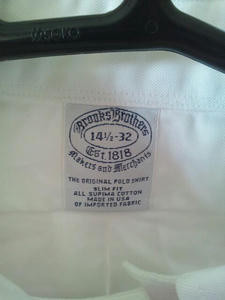 Brooks Brothers
14½-32
Est. 1818
Makers and Merchants
THE ORIGINAL POLO SHIRT
SLIM FIT
ALL SUPIMA COTTON
MADE IN USA
OF IMPORTED FABRIC